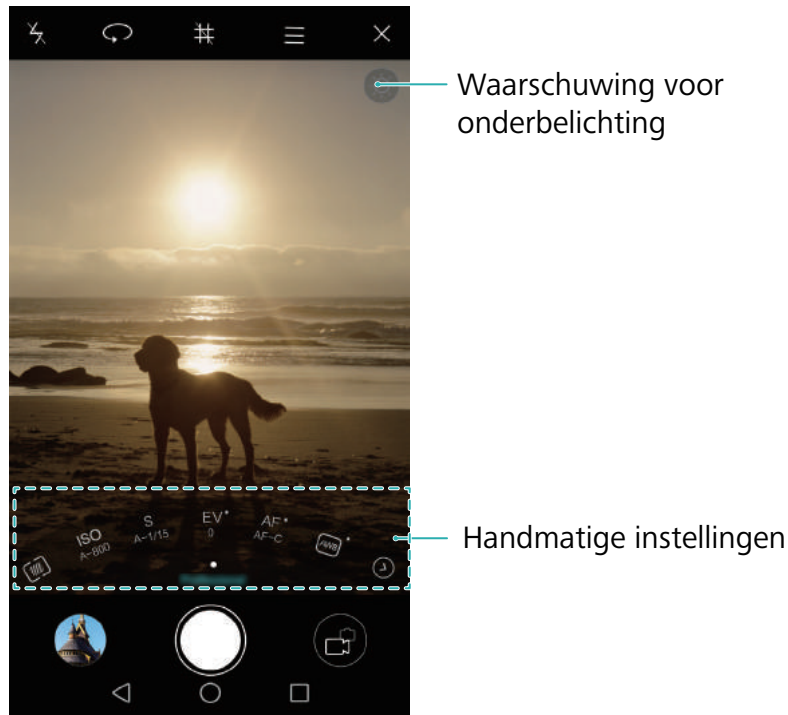 Waarschuwing voor
onderbelichting
ISO
A-800
S
A-1/15
EV
0
AF
AF-C
AWB
Handmatige instellingen